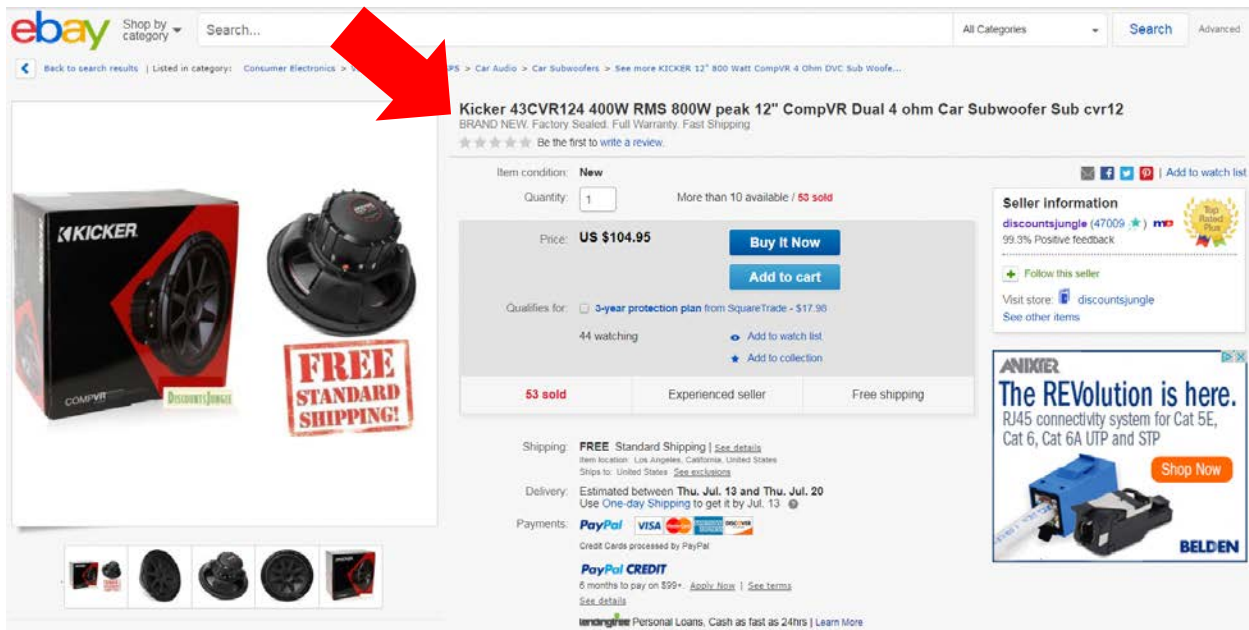 ebay
Shop by
category
Search...
All Categories
Search
Advanced
Back to search results | Listed in category: Consumer Electronics >
PS > Car Audio > Car Subwoofers > See more KICKER 12" 800 Watt CompVR 4 Ohm DVC Sub Woofe...
Kicker 43CVR124 400W RMS 800W peak 12" CompVR Dual 4 ohm Car Subwoofer Sub cvr12
BRAND NEW. Factory Sealed. Full Warranty. Fast Shipping
Be the first to write a review.
Item condition: New
Quantity: 1
More than 10 available / 53 sold
Price: US $104.95
Buy It Now
Add to cart
Qualifies for: 3-year protection plan from SquareTrade - $17.98
44 watching
Add to watch list
Add to collection
53 sold
Experienced seller
Free shipping
Shipping: FREE Standard Shipping | See details
Item location: Los Angeles, California, United States
Ships to: United States See exclusions
Delivery: Estimated between Thu. Jul. 13 and Thu. Jul. 20
Use One-day Shipping to get it by Jul. 13
Payments: PayPal VISA DISCOVER
Credit Cards processed by PayPal
PayPal CREDIT
6 months to pay on $99+. Apply Now | See terms
See details
lendingtree Personal Loans, Cash as fast as 24hrs | Learn More
| Add to watch list
Seller information
discountsjungle (47009 ) me
99.3% Positive feedback
Top
Rated
Plus
Follow this seller
Visit store: discountsjungle
See other items
ANIXTER
The REVolution is here.
RJ45 connectivity system for Cat 5E,
Cat 6, Cat 6A UTP and STP
Shop Now
BELDEN
KICKER
COMPVR
DISCOUNTSJUNGLE
FREE
STANDARD
SHIPPING!